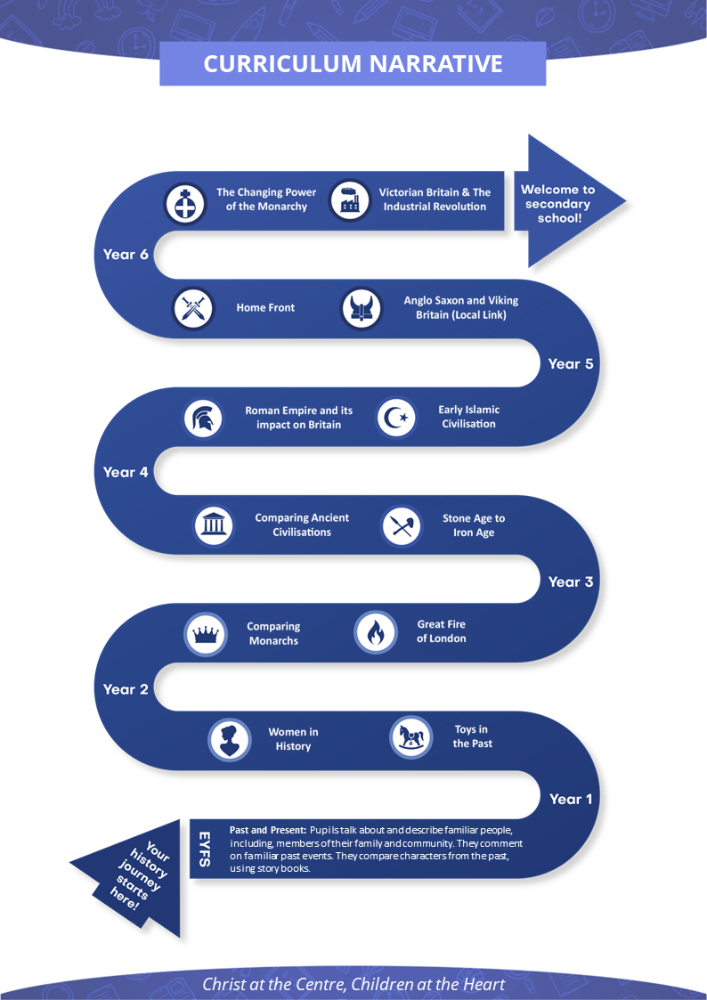 CURRICULUM NARRATIVE
The Changing Power
of the Monarchy
Victorian Britain & The
Industrial Revolution
Welcome to
secondary
school!
Year 6
Home Front
Anglo Saxon and Viking
Britain (Local Link)
Year 5
Roman Empire and its
impact on Britain
Early Islamic
Civilisation
Year 4
Comparing Ancient
Civilisations
Stone Age to
Iron Age
Year 3
Comparing
Monarchs
Great Fire
of London
Year 2
Women in
History
Toys in
the Past
Year 1
EYFS
Past and Present: Pupils talk about and describe familiar people,
including, members of their family and community. They comment
on familiar past events. They compare characters from the past,
using story books.
Your
history
journey
starts
here!
Christ at the Centre, Children at the Heart